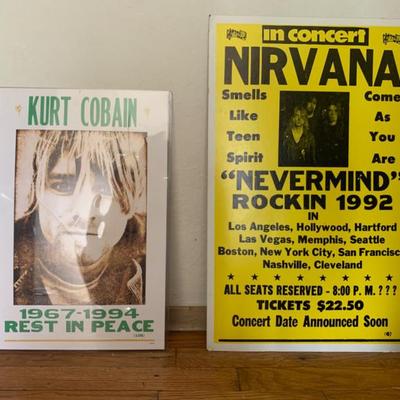 KURT COBAIN
1967-1994
REST IN PEACE
in concert
NIRVANA
Smells Come
Like As
Teen You
Spirit Are
"NEVERMIND"
ROCKIN 1992
IN
Los Angeles, Hollywood, Hartford
Las Vegas, Memphis, Seattle
Boston, New York City, San Francisc
Nashville, Cleveland
ALL SEATS RESERVED - 8:00 P. M. ? ? ?
TICKETS $22.50
Concert Date Announced Soon